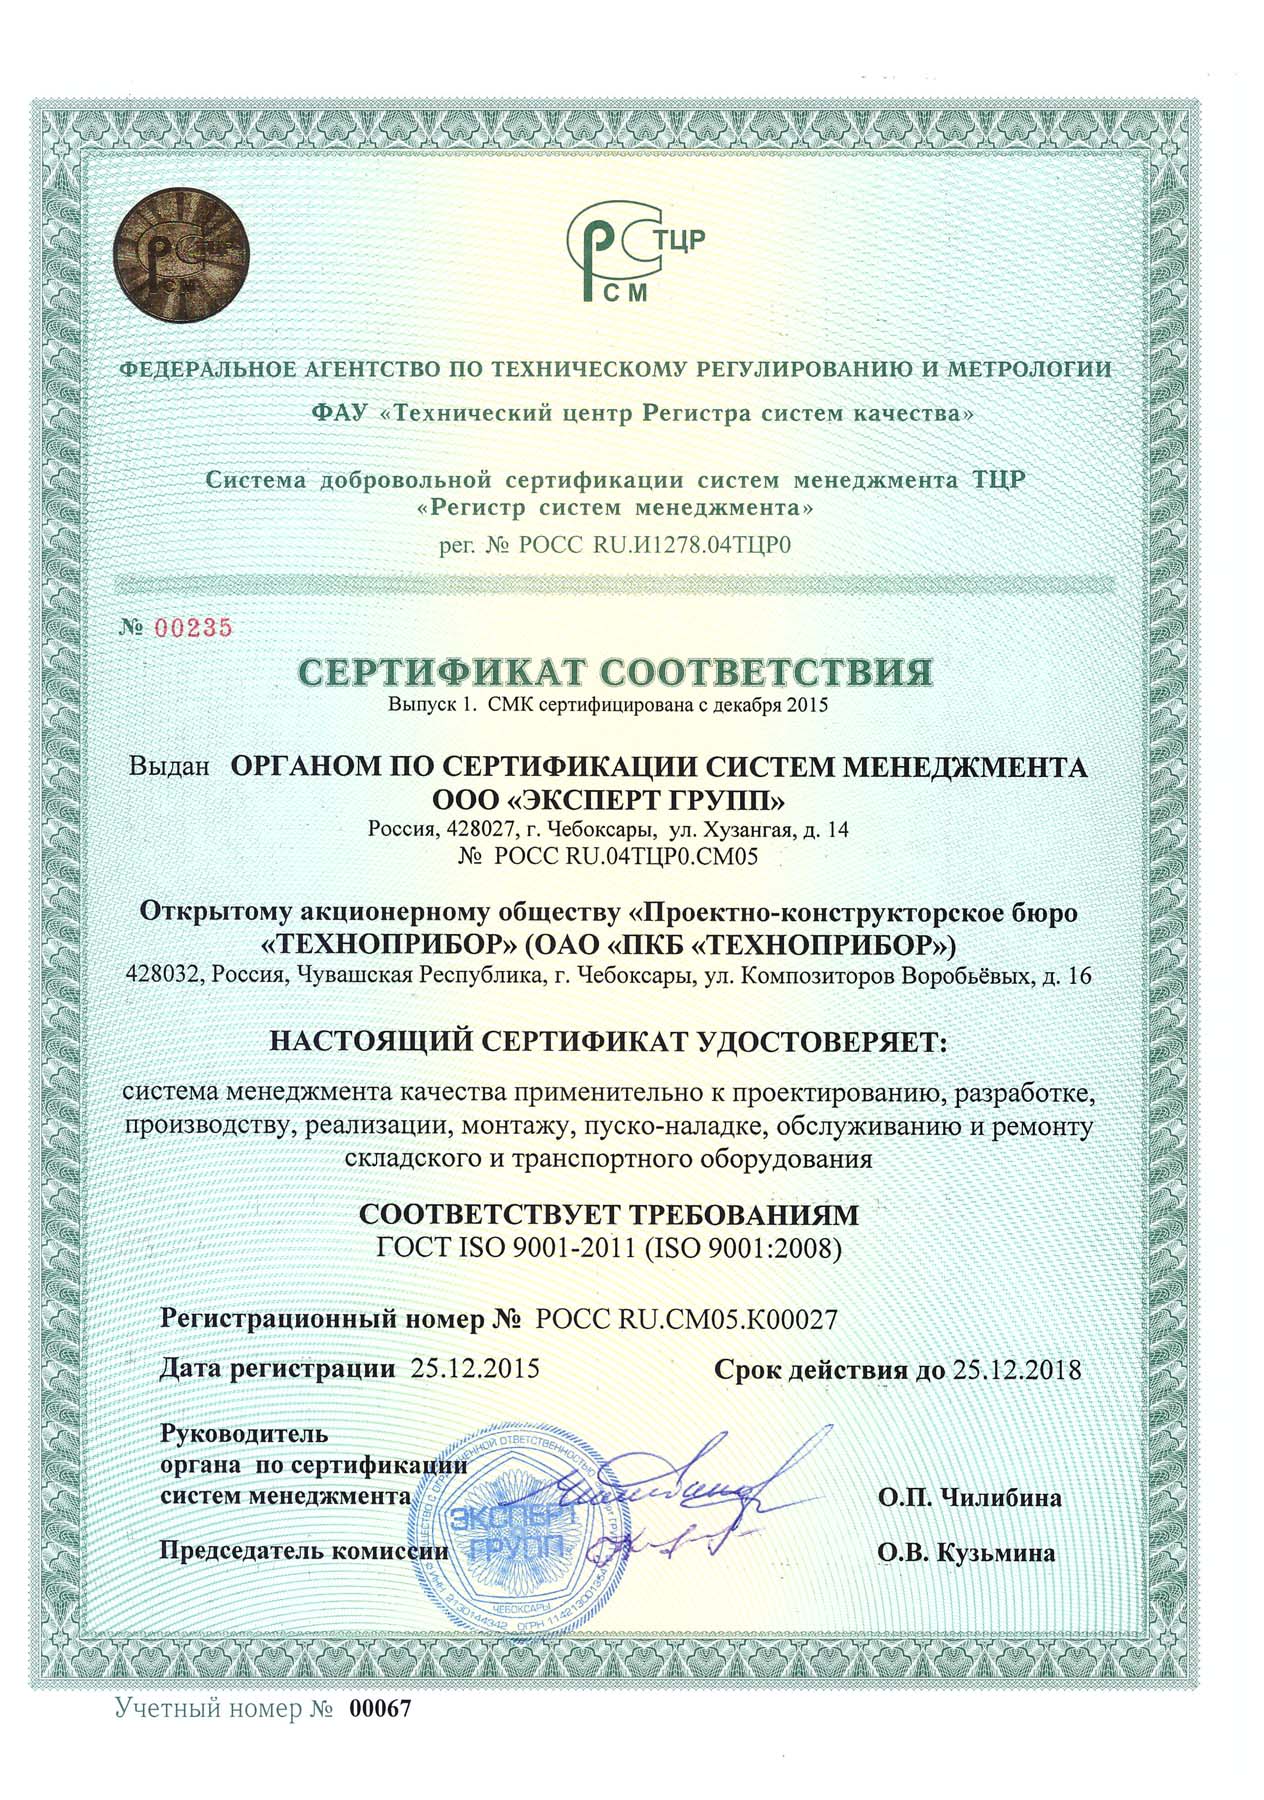 РС ТЦР
СМ
РС ТЦР
СМ
ФЕДЕРАЛЬНОЕ АГЕНТСТВО ПО ТЕХНИЧЕСКОМУ РЕГУЛИРОВАНИЮ И МЕТРОЛОГИИ
ФАУ «Технический центр Регистра систем качества»
Система добровольной сертификации систем менеджмента ТЦР
«Регистр систем менеджмента»
рег. № РОСС RU.И1278.04ТЦР0
№ 00235
СЕРТИФИКАТ СООТВЕТСТВИЯ
Выпуск 1. СМК сертифицирована с декабря 2015
Выдан ОРГАНОМ ПО СЕРТИФИКАЦИИ СИСТЕМ МЕНЕДЖМЕНТА
ООО «ЭКСПЕРТ ГРУПП»
Россия, 428027, г. Чебоксары, ул. Хузангая, д. 14
№ РОСС RU.04ТЦР0.СМ05
Открытому акционерному обществу «Проектно-конструкторское бюро
«ТЕХНОПРИБОР» (ОАО «ПКБ «ТЕХНОПРИБОР»)
428032, Россия, Чувашская Республика, г. Чебоксары, ул. Композиторов Воробьёвых, д. 16
НАСТОЯЩИЙ СЕРТИФИКАТ УДОСТОВЕРЯЕТ:
система менеджмента качества применительно к проектированию, разработке,
производству, реализации, монтажу, пуско-наладке, обслуживанию и ремонту
складского и транспортного оборудования
СООТВЕТСТВУЕТ ТРЕБОВАНИЯМ
ГОСТ ISO 9001-2011 (ISO 9001:2008)
Регистрационный номер № РОСС RU.СМ05.К00027
Дата регистрации 25.12.2015 Срок действия до 25.12.2018
Руководитель
органа по сертификации
систем менеджмента О.П. Чилибина
Председатель комиссии О.В. Кузьмина
ЭКСПЕРТ
ГРУПП
ЧЕБОКСАРЫ
ИНН 2130144342 ОГРН
Учетный номер № 00067